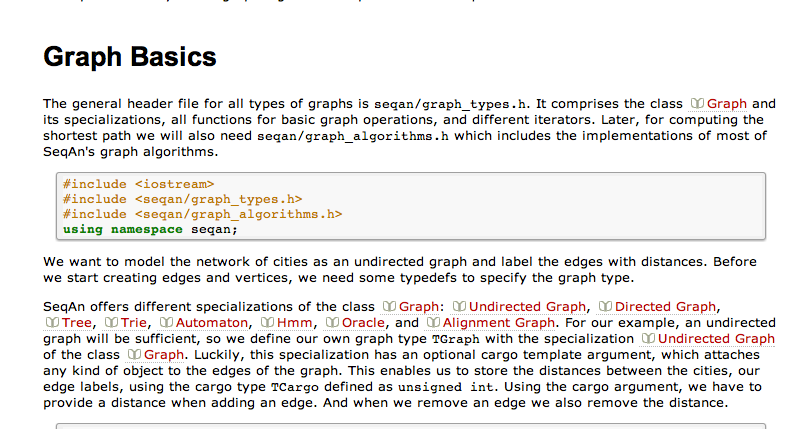 Graph Basics
The general header file for all types of graphs is seqan/graph_types.h. It comprises the class Graph and
its specializations, all functions for basic graph operations, and different iterators. Later, for computing the
shortest path we will also need seqan/graph_algorithms.h which includes the implementations of most of
SeqAn's graph algorithms.
#include <iostream>
#include <seqan/graph_types.h>
#include <seqan/graph_algorithms.h>
using namespace seqan;
We want to model the network of cities as an undirected graph and label the edges with distances. Before
we start creating edges and vertices, we need some typedefs to specify the graph type.
SeqAn offers different specializations of the class Graph: Undirected Graph, Directed Graph,
Tree, Trie, Automaton, Hmm, Oracle, and Alignment Graph. For our example, an undirected
graph will be sufficient, so we define our own graph type TGraph with the specialization Undirected Graph
of the class Graph. Luckily, this specialization has an optional cargo template argument, which attaches
any kind of object to the edges of the graph. This enables us to store the distances between the cities, our
edge labels, using the cargo type TCargo defined as unsigned int. Using the cargo argument, we have to
provide a distance when adding an edge. And when we remove an edge we also remove the distance.